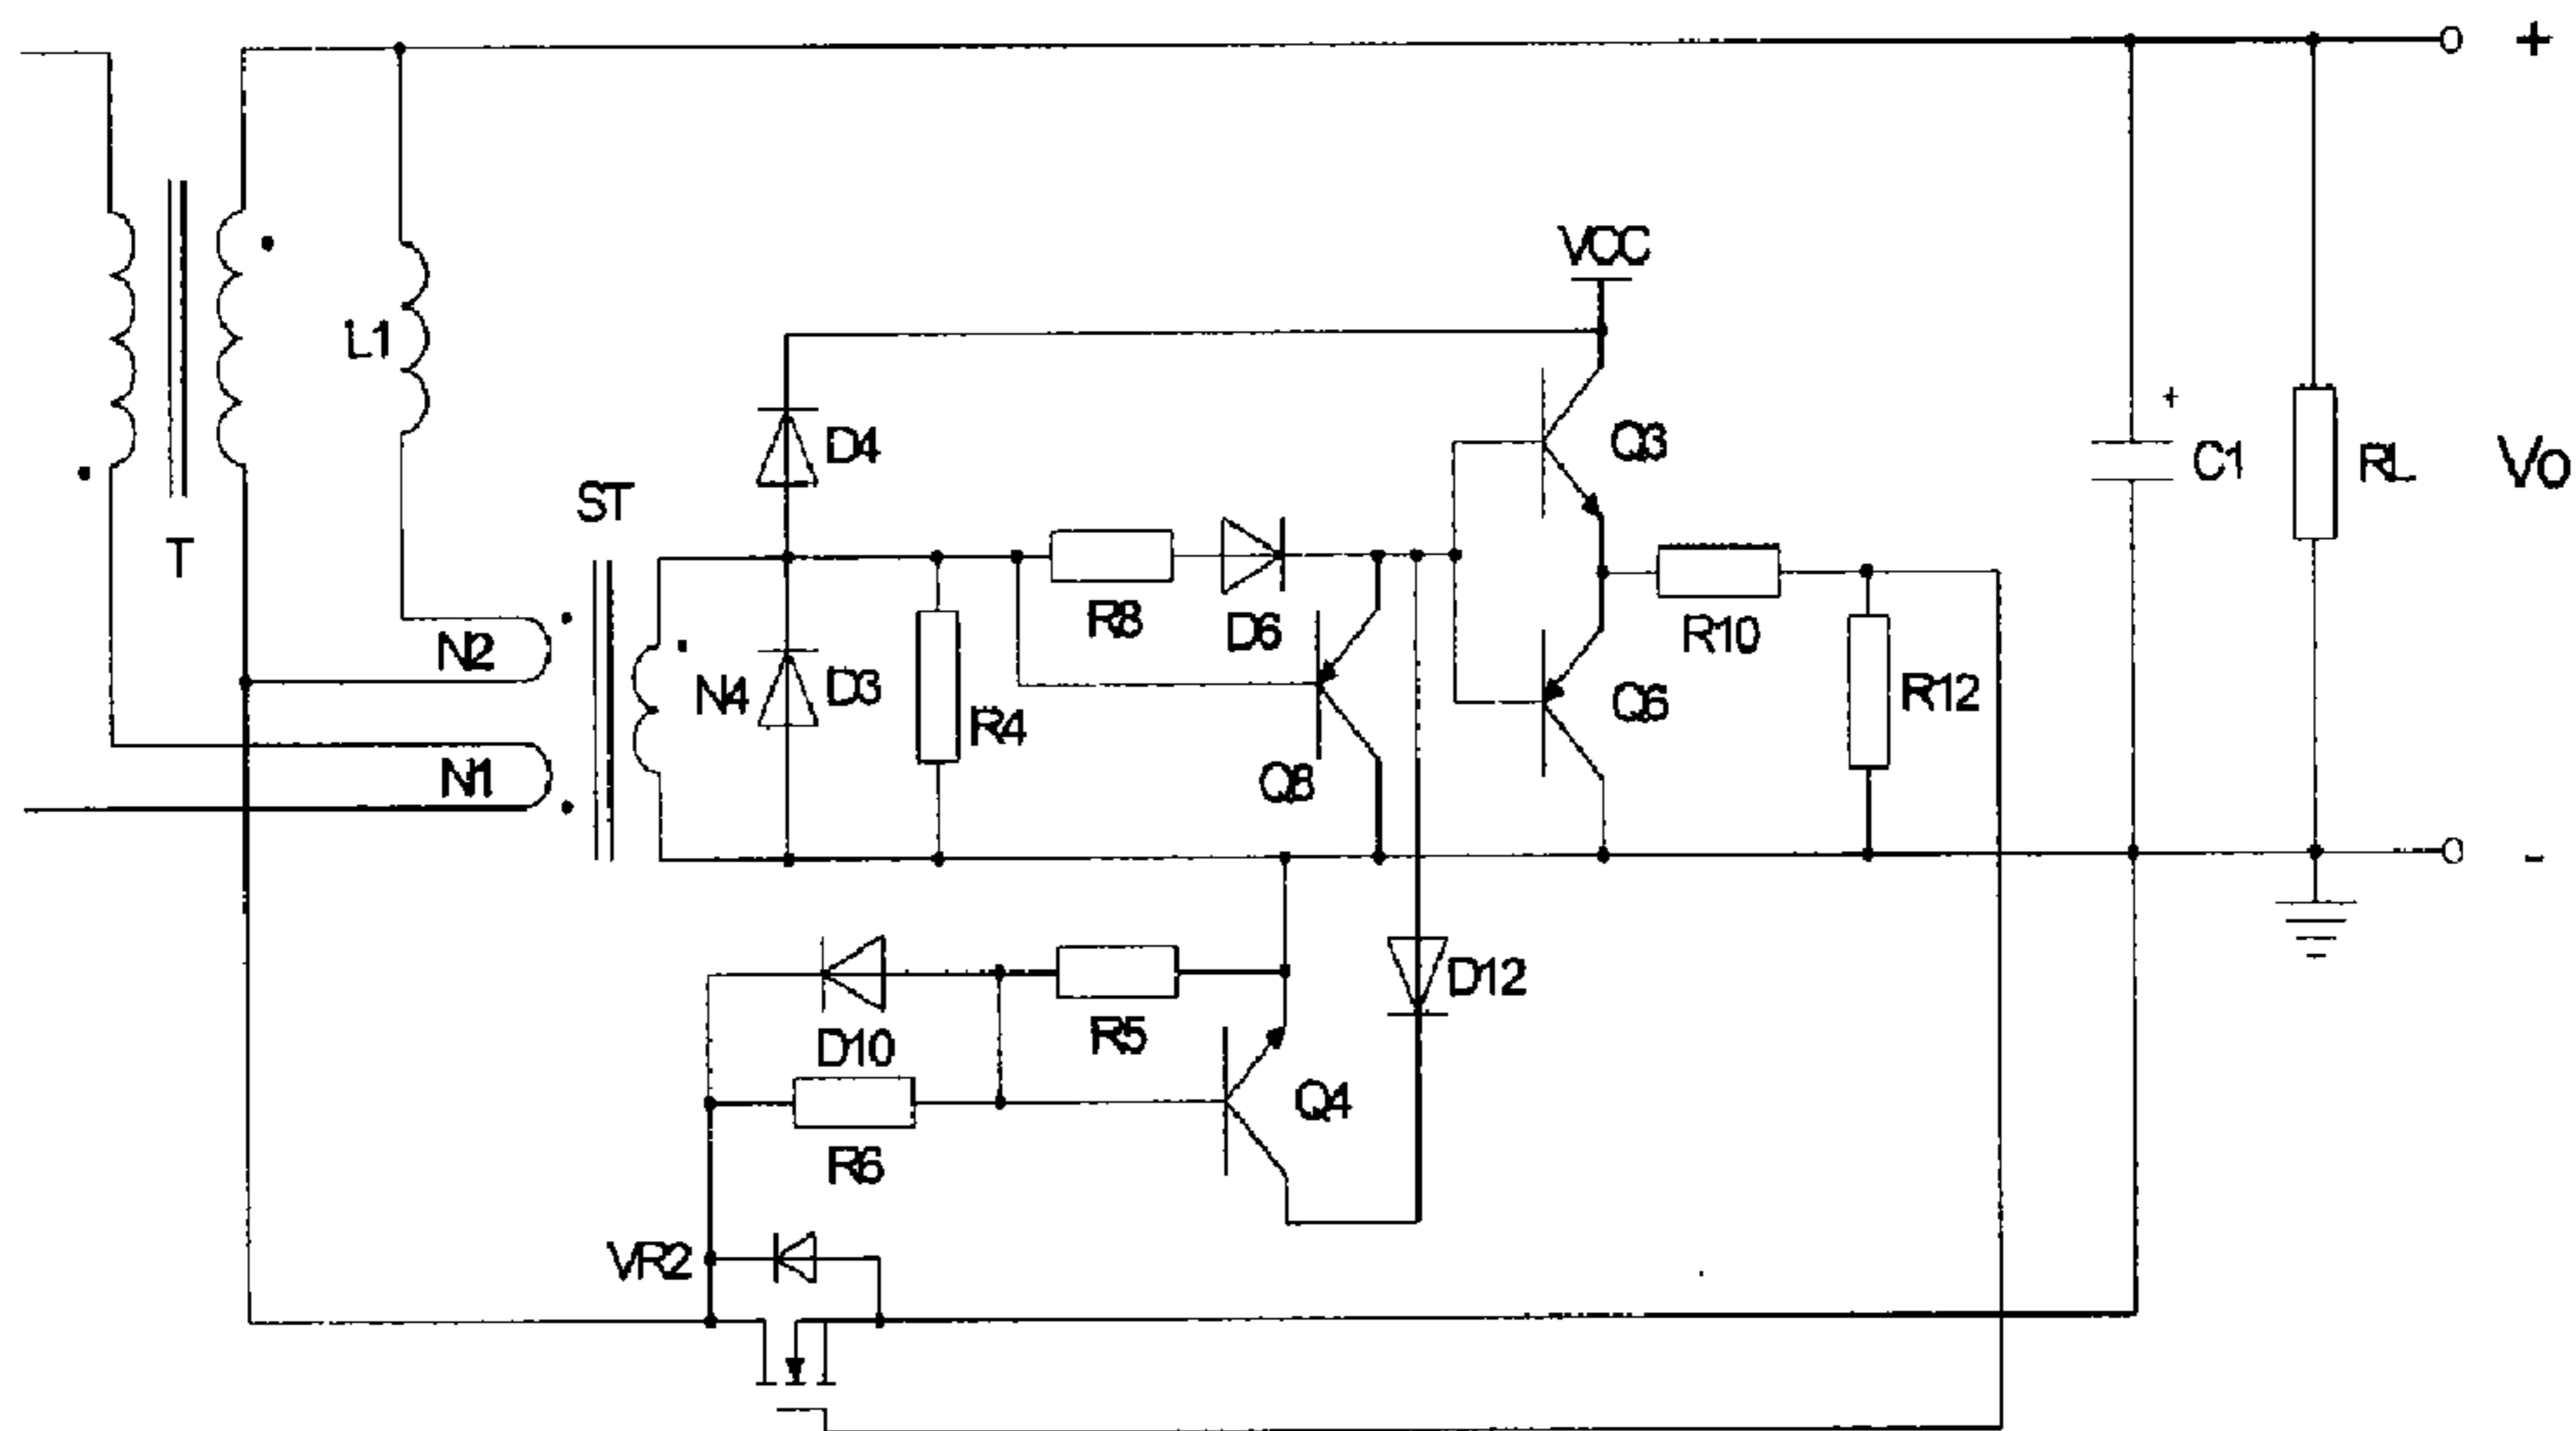 +
VCC
L1
D4
Q3
+
C1
RL
Vo
ST
T
R8
D6
R10
N2
N4
D3
R4
Q6
R12
N1
Q8
-
D10
R5
D12
Q4
R6
VR2